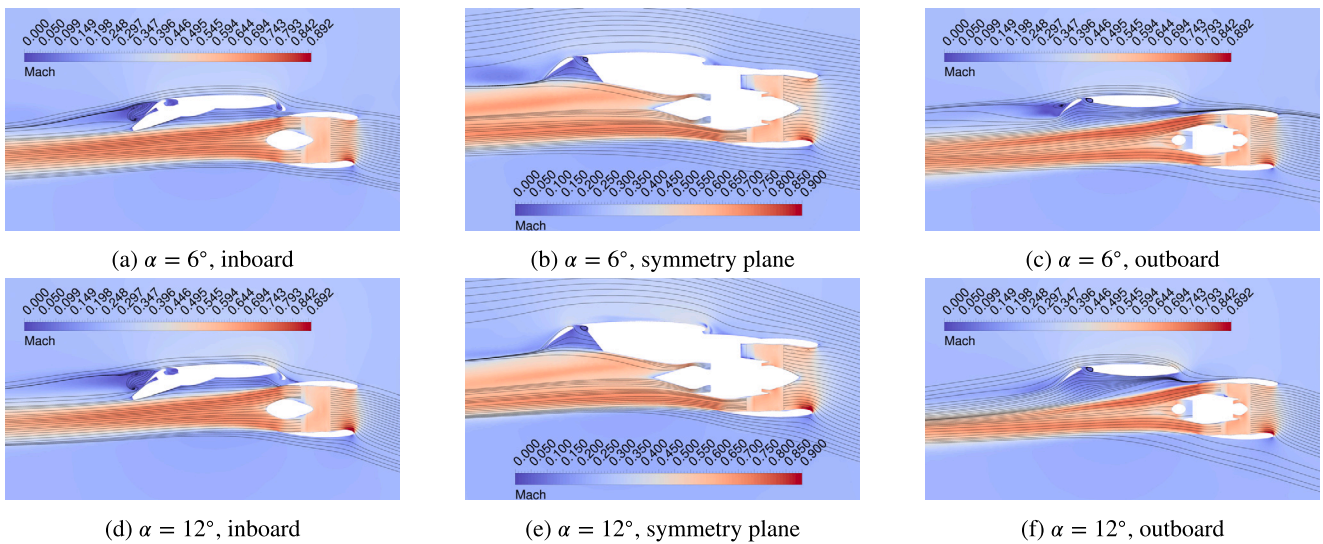 0.000 0.050 0.099 0.149 0.198 0.248 0.297 0.347 0.396 0.446 0.495 0.545 0.594 0.644 0.694 0.743 0.793 0.842 0.892
Mach
(a) α = 6°, inboard
0.000 0.050 0.100 0.150 0.200 0.250 0.300 0.350 0.400 0.450 0.500 0.550 0.600 0.650 0.700 0.750 0.800 0.850 0.900
Mach
(b) α = 6°, symmetry plane
0.000 0.050 0.099 0.149 0.198 0.248 0.297 0.347 0.396 0.446 0.495 0.545 0.594 0.644 0.694 0.743 0.793 0.842 0.892
Mach
(c) α = 6°, outboard
0.000 0.050 0.099 0.149 0.198 0.248 0.297 0.347 0.396 0.446 0.495 0.545 0.594 0.644 0.694 0.743 0.793 0.842 0.892
Mach
(d) α = 12°, inboard
0.000 0.050 0.100 0.150 0.200 0.250 0.300 0.350 0.400 0.450 0.500 0.550 0.600 0.650 0.700 0.750 0.800 0.850 0.900
Mach
(e) α = 12°, symmetry plane
0.000 0.050 0.099 0.149 0.198 0.248 0.297 0.347 0.396 0.446 0.495 0.545 0.594 0.644 0.694 0.743 0.793 0.842 0.892
Mach
(f) α = 12°, outboard